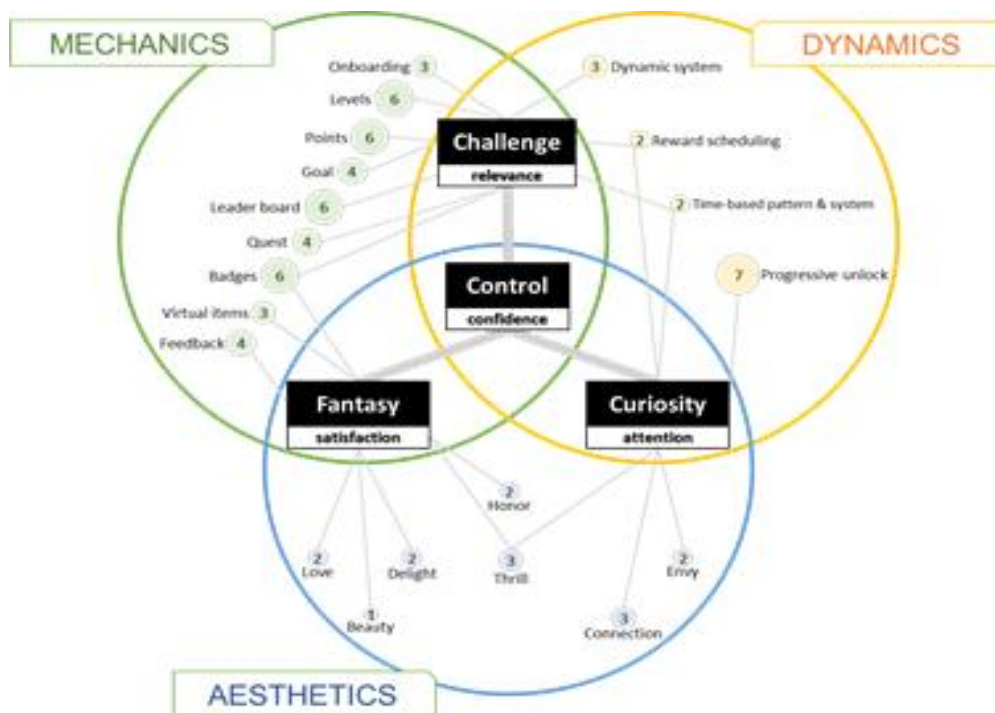 MECHANICS
DYNAMICS
Onboarding 3
3 Dynamic system
Levels 6
Points 6
Challenge
relevance
2 Reward scheduling
Goal 4
Leader board 6
2 Time-based pattern & system
Quest 4
Badges 6
Control
confidence
7 Progressive unlock
Virtual items 3
Feedback 4
Fantasy
satisfaction
Curiosity
attention
2
Honor
2
Love
2
Delight
3
Thrill
2
Envy
1
Beauty
3
Connection
AESTHETICS